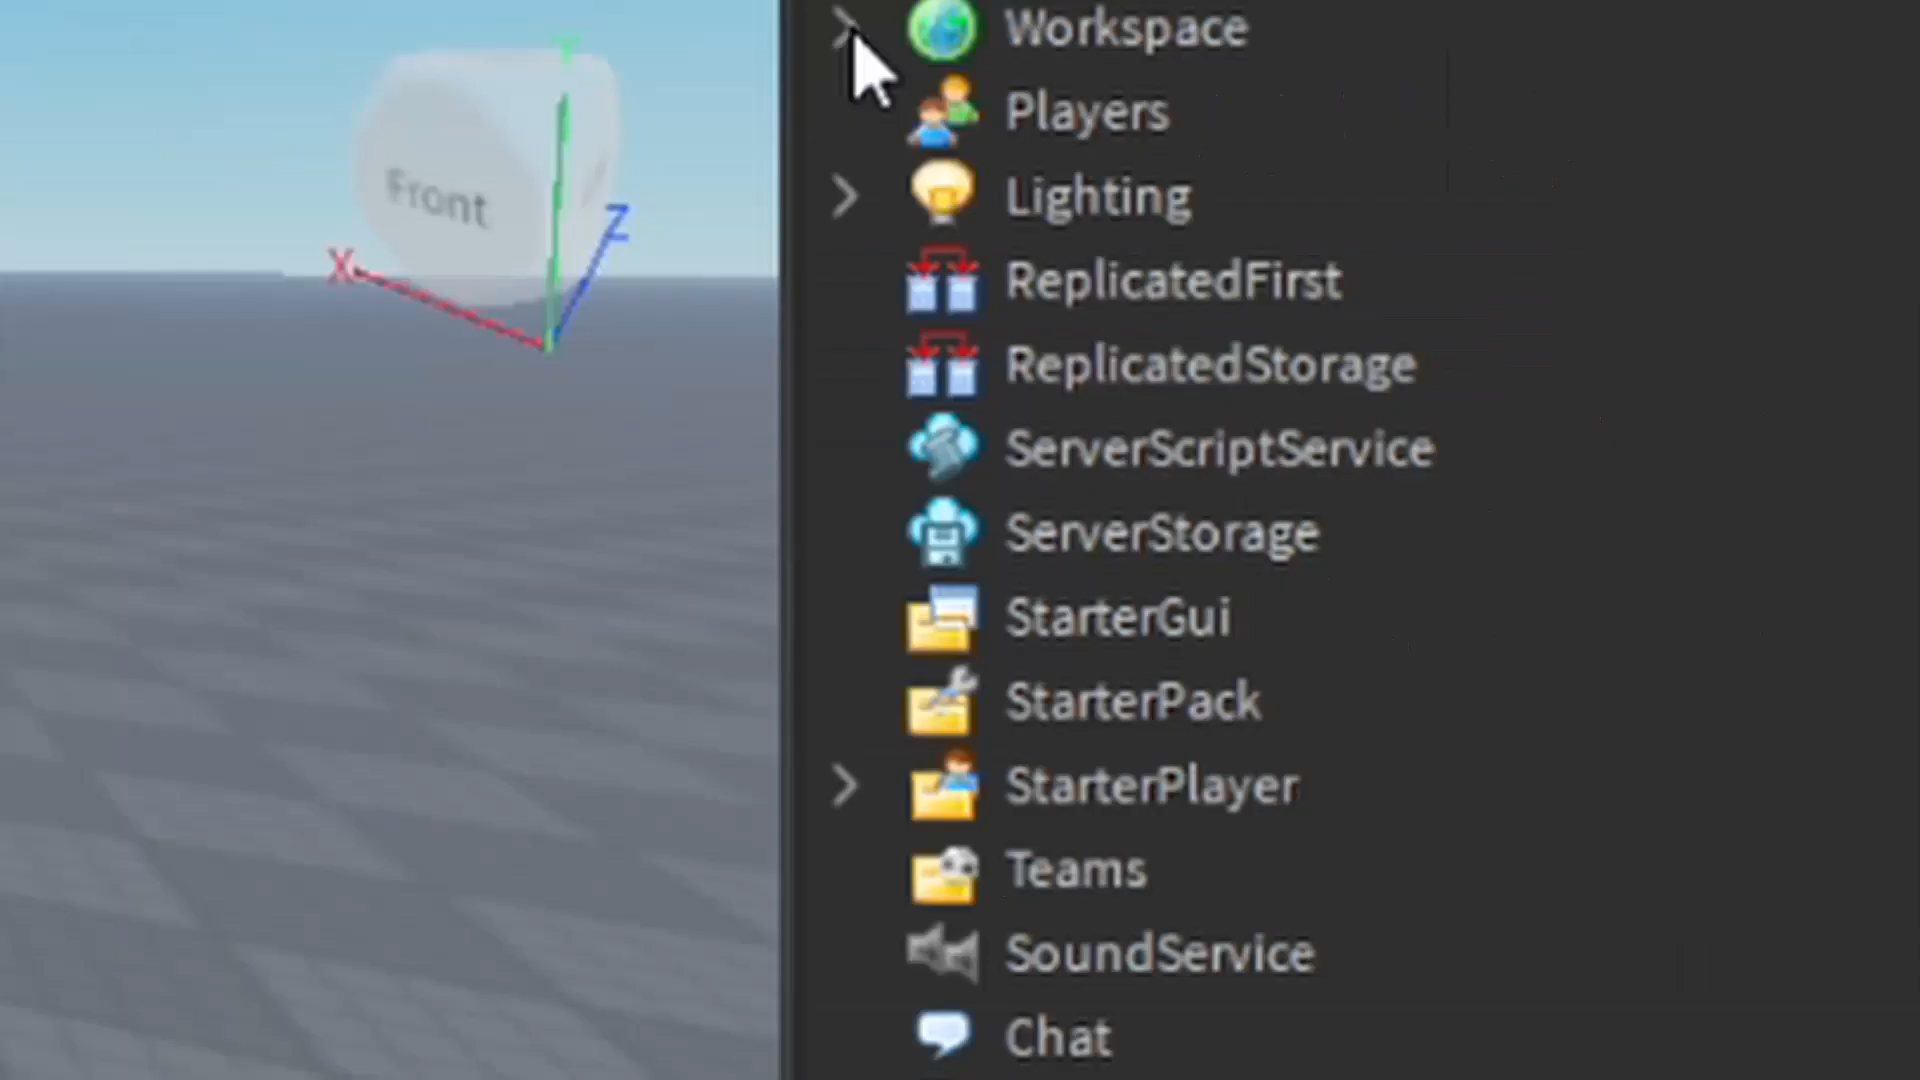 Workspace
Players
Lighting
ReplicatedFirst
ReplicatedStorage
ServerScriptService
ServerStorage
StarterGui
StarterPack
StarterPlayer
Teams
SoundService
Chat
Y
Front
Z
X